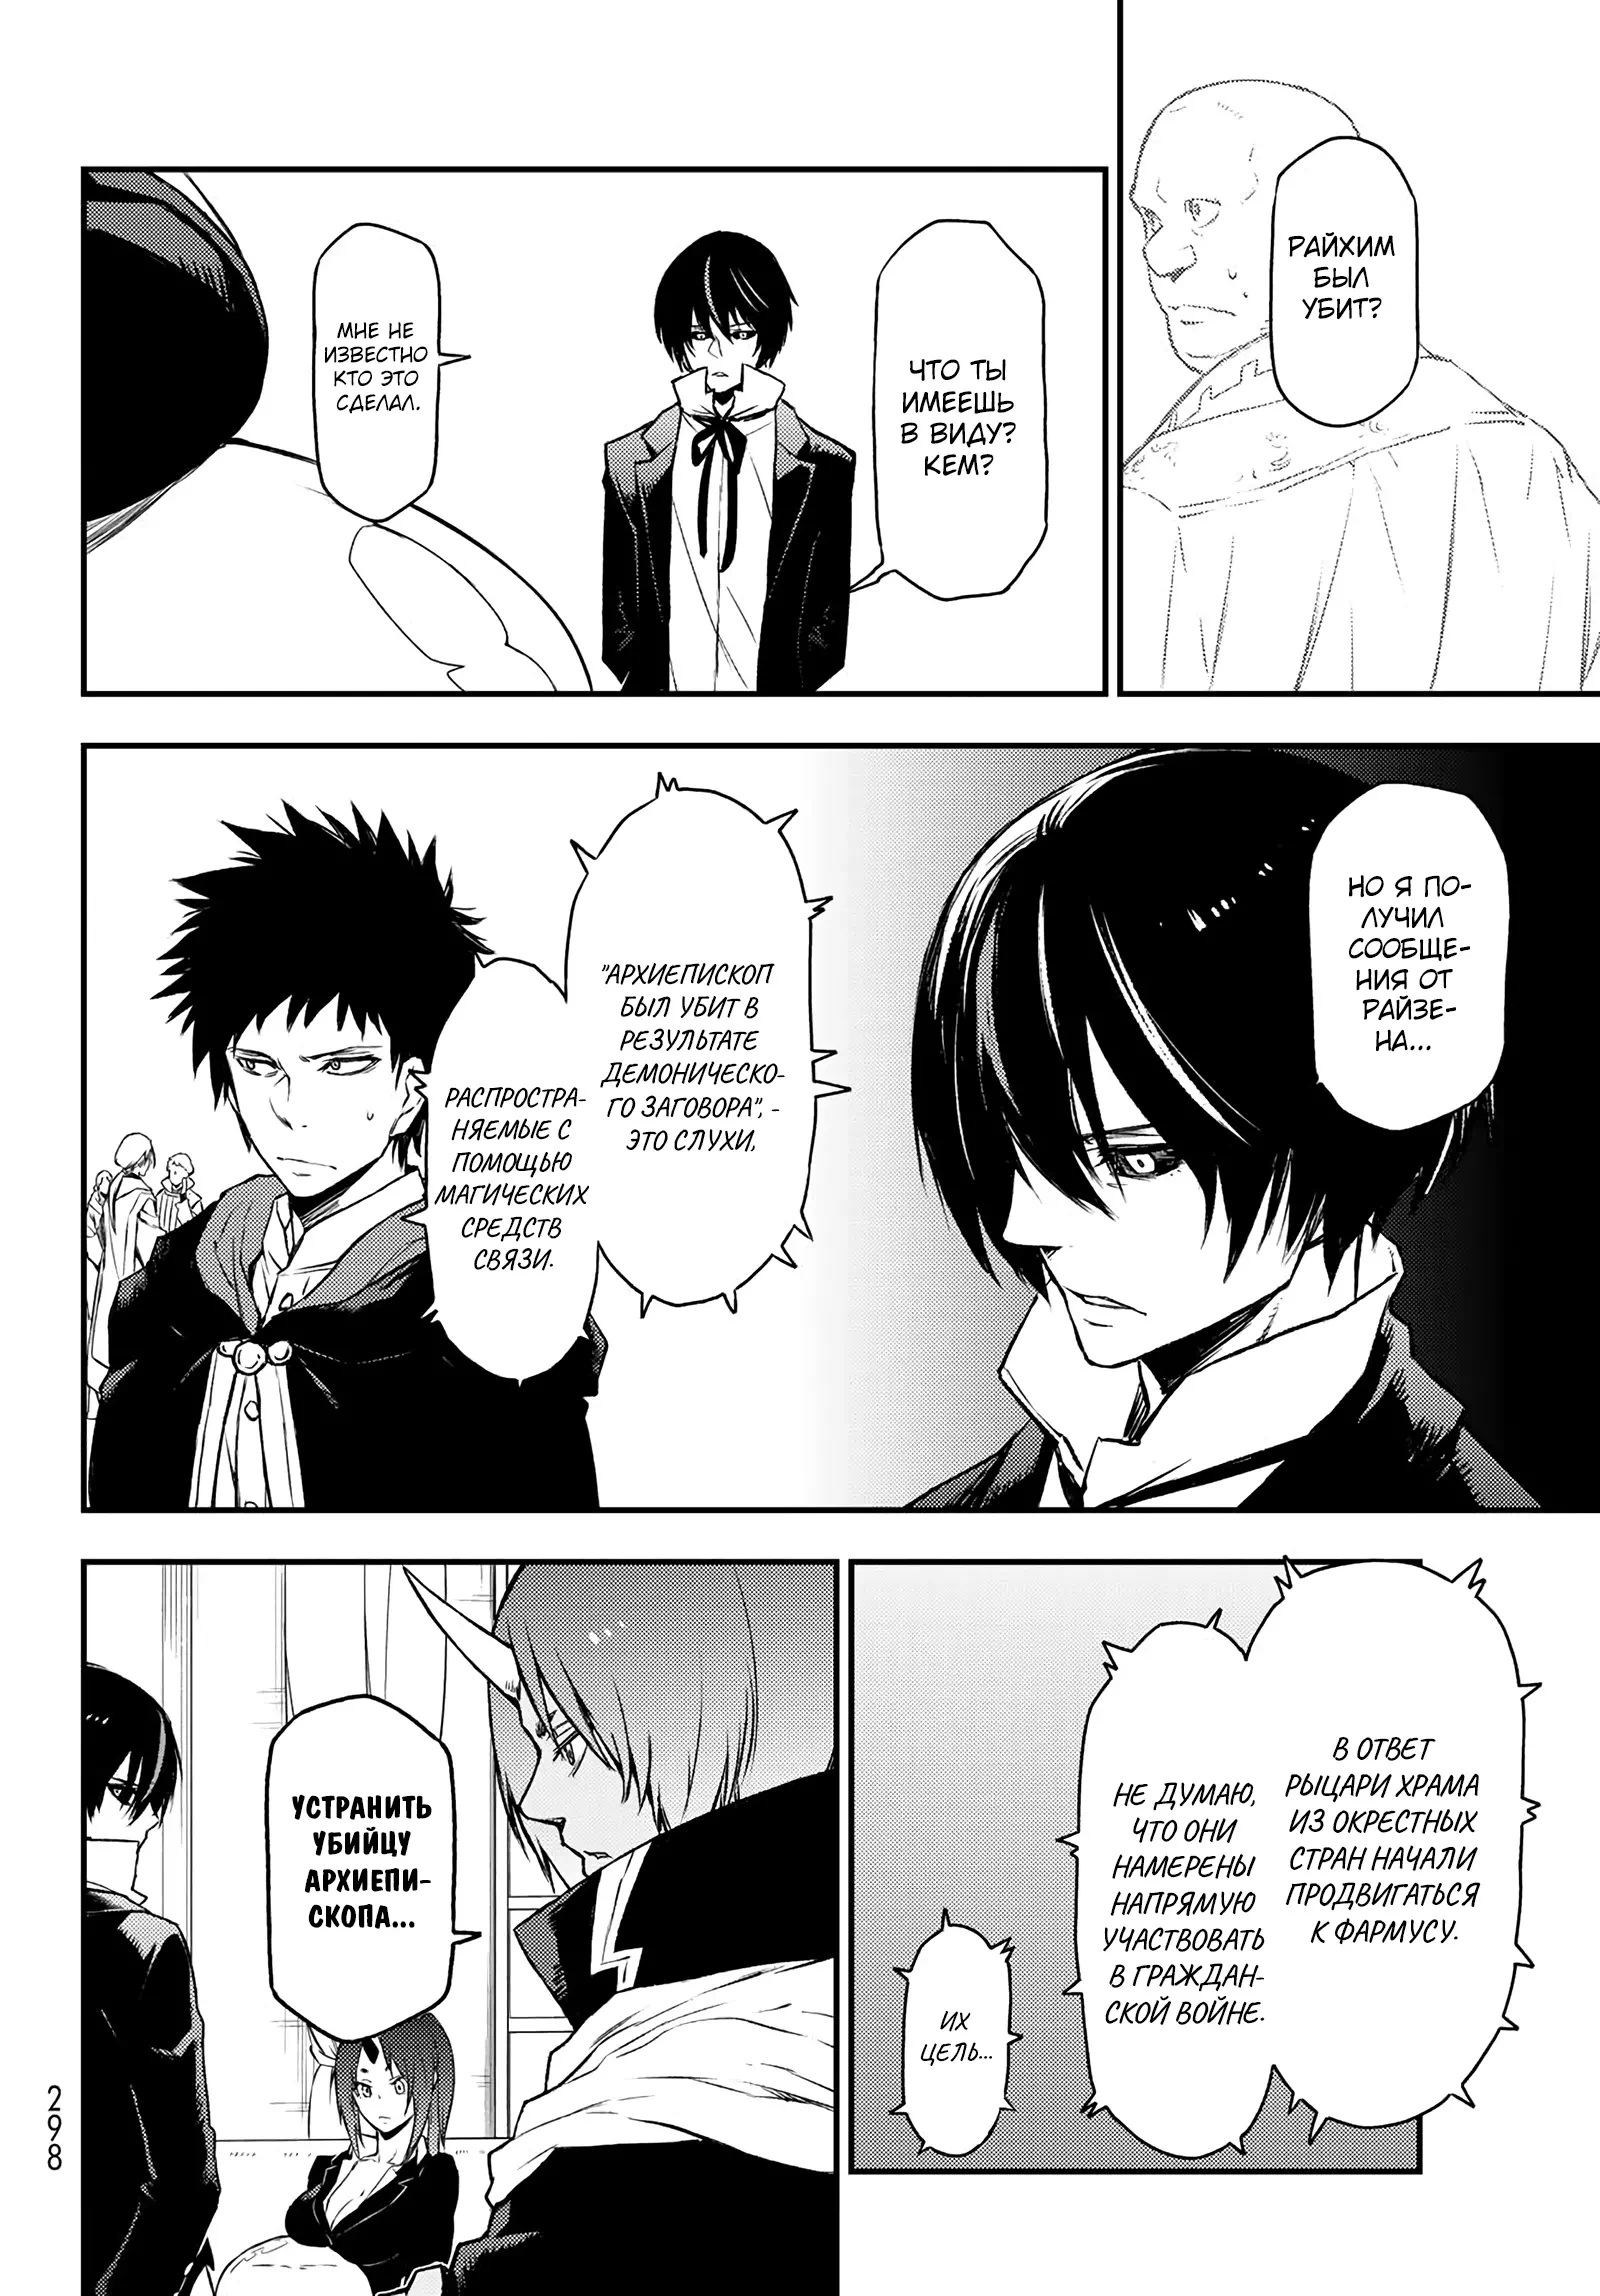 РАЙХИМ
БЫЛ
УБИТ?
ЧТО ТЫ
ИМЕЕШЬ
В ВИДУ?
КЕМ?
МНЕ НЕ
ИЗВЕСТНО
КТО ЭТО
СДЕЛАЛ.
НО Я ПО-
ЛУЧИЛ
СООБЩЕ-
НИЯ ОТ
РАЙЗЕ-
НА...
"АРХИЕПИСКОП
БЫЛ УБИТ В
РЕЗУЛЬТАТЕ
ДЕМОНИЧЕСКО-
ГО ЗАГОВОРА", -
ЭТО СЛУХИ,
РАСПРОСТРА-
НЯЕМЫЕ С
ПОМОЩЬЮ
МАГИЧЕСКИХ
СРЕДСТВ
СВЯЗИ.
В ОТВЕТ
РЫЦАРИ ХРАМА
ИЗ ОКРЕСТНЫХ
СТРАН НАЧАЛИ
ПРОДВИГАТЬСЯ
К ФАРМУСУ.
НЕ ДУМАЮ,
ЧТО ОНИ
НАМЕРЕНЫ
НАПРЯМУЮ
УЧАСТВОВАТЬ
В ГРАЖДАН-
СКОЙ ВОЙНЕ.
ИХ
ЦЕЛЬ...
УСТРАНИТЬ
УБИЙЦУ
АРХИЕПИ-
СКОПА...
298